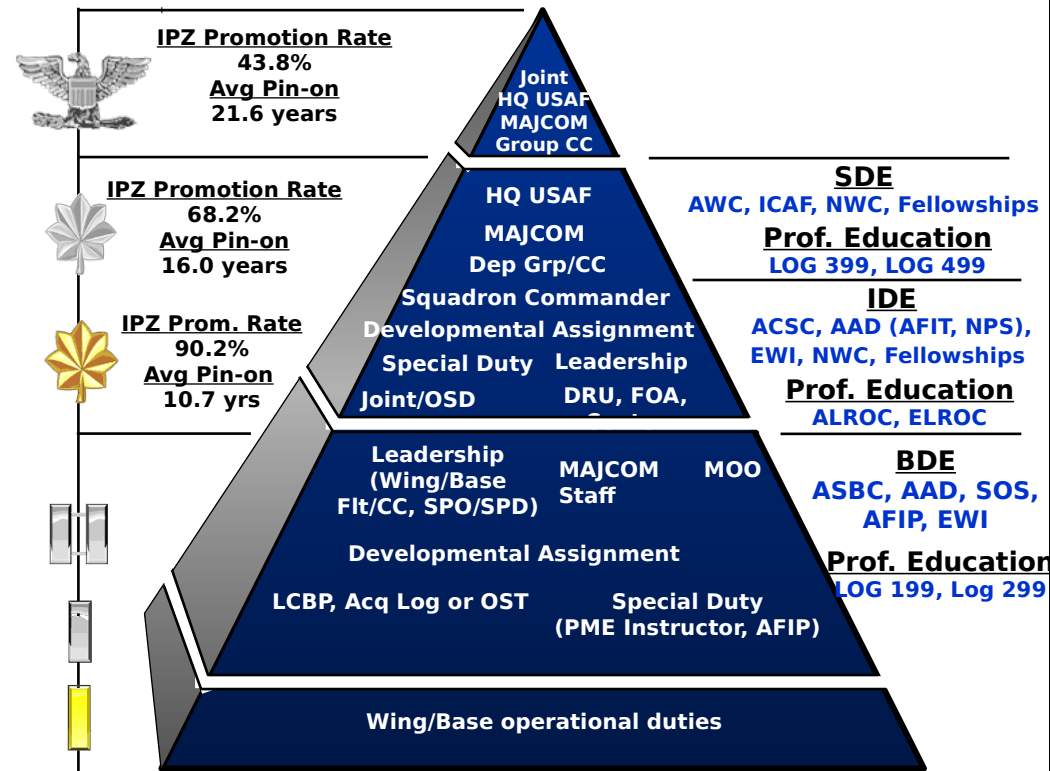 IPZ Promotion Rate
43.8%
Avg Pin-on
21.6 years
IPZ Promotion Rate
68.2%
Avg Pin-on
16.0 years
IPZ Prom. Rate
90.2%
Avg Pin-on
10.7 yrs
Joint
HQ USAF
MAJCOM
Group CC
HQ USAF
MAJCOM
Dep Grp/CC
Squadron Commander
Developmental Assignment
Special Duty
Leadership
Joint/OSD
DRU, FOA,
Leadership
(Wing/Base
Flt/CC, SPO/SPD)
MAJCOM
Staff
MOO
Developmental Assignment
LCBP, Acq Log or OST
Special Duty
(PME Instructor, AFIP)
Wing/Base operational duties
SDE
AWC, ICAF, NWC, Fellowships
Prof. Education
LOG 399, LOG 499
IDE
ACSC, AAD (AFIT, NPS),
EWI, NWC, Fellowships
Prof. Education
ALROC, ELROC
BDE
ASBC, AAD, SOS,
AFIP, EWI
Prof. Education
LOG 199, Log 299